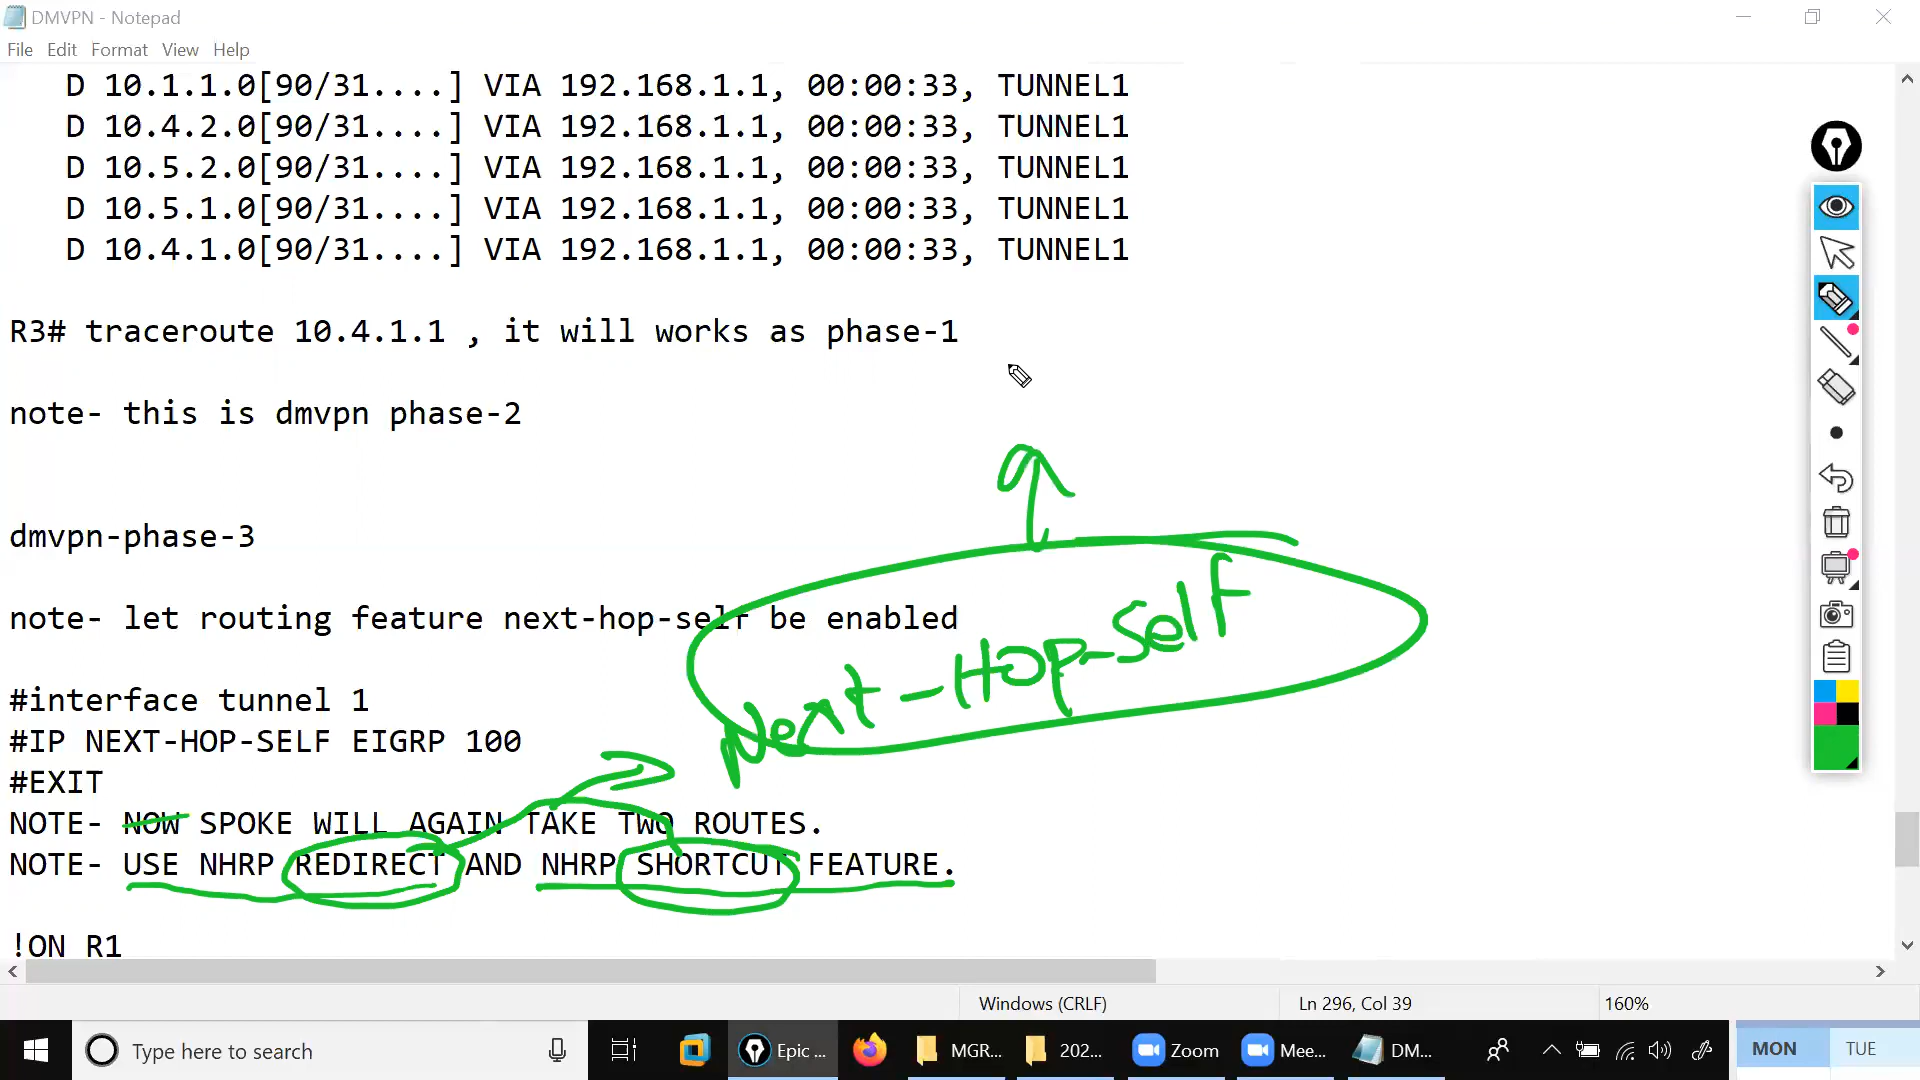 DMVPN - Notepad
File Edit Format View Help
D 10.1.1.0[90/31....] VIA 192.168.1.1, 00:00:33, TUNNEL1
D 10.4.2.0[90/31....] VIA 192.168.1.1, 00:00:33, TUNNEL1
D 10.5.2.0[90/31....] VIA 192.168.1.1, 00:00:33, TUNNEL1
D 10.5.1.0[90/31....] VIA 192.168.1.1, 00:00:33, TUNNEL1
D 10.4.1.0[90/31....] VIA 192.168.1.1, 00:00:33, TUNNEL1
R3# traceroute 10.4.1.1 , it will works as phase-1
note- this is dmvpn phase-2
dmvpn-phase-3
note- let routing feature next-hop-self be enabled
Next-Hop-Self
#interface tunnel 1
#IP NEXT-HOP-SELF EIGRP 100
#EXIT
NOTE- NOW SPOKE WILL AGAIN TAKE TWO ROUTES.
NOTE- USE NHRP REDIRECT AND NHRP SHORTCUT FEATURE.
!ON R1
Windows (CRLF) Ln 296, Col 39 160%
Type here to search Epic ... MGR... 202... Zoom Mee... DM... MON TUE